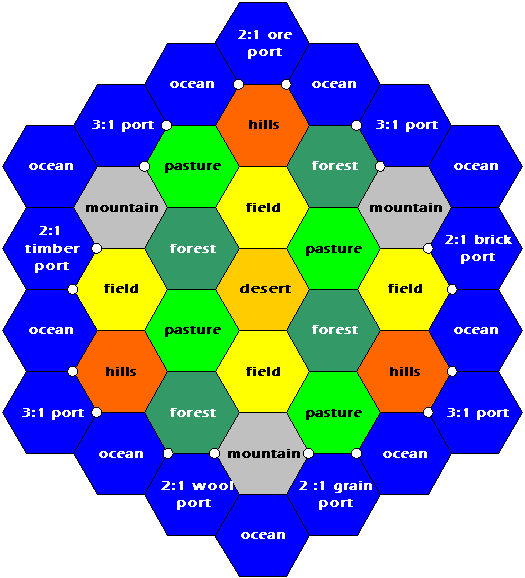 2:1 ore
port
ocean
ocean
3:1 port
hills
3:1 port
ocean
pasture
forest
ocean
mountain
field
mountain
2:1
timber
port
forest
pasture
2:1 brick
port
field
desert
field
ocean
pasture
forest
ocean
hills
field
hills
3:1 port
forest
pasture
3:1 port
ocean
mountain
ocean
2:1 wool
port
2 :1 grain
port
ocean